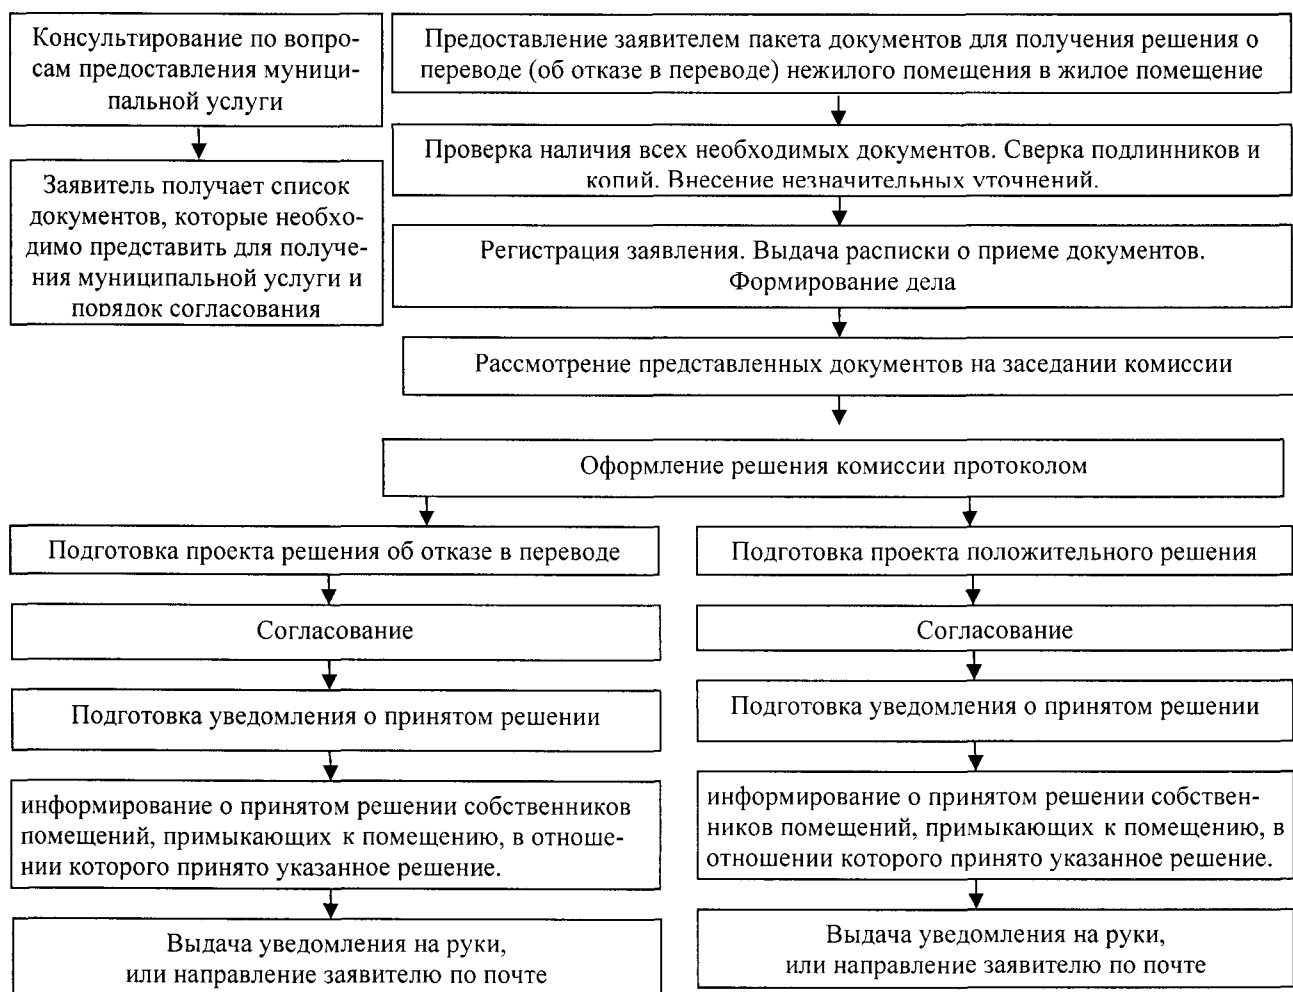 Консультирование по вопро-
сам предоставления муници-
пальной услуги
Заявитель получает список
документов, которые необхо-
димо представить для получе-
ния муниципальной услуги и
порядок согласования
Предоставление заявителем пакета документов для получения решения о
переводе (об отказе в переводе) нежилого помещения в жилое помещение
Проверка наличия всех необходимых документов. Сверка подлинников и
копий. Внесение незначительных уточнений.
Регистрация заявления. Выдача расписки о приеме документов.
Формирование дела
Рассмотрение представленных документов на заседании комиссии
Оформление решения комиссии протоколом
Подготовка проекта решения об отказе в переводе
Согласование
Подготовка уведомления о принятом решении
информирование о принятом решении собственников
помещений, примыкающих к помещению, в отноше-
нии которого принято указанное решение.
Выдача уведомления на руки,
или направление заявителю по почте
Подготовка проекта положительного решения
Согласование
Подготовка уведомления о принятом решении
информирование о принятом решении собствен-
ников помещений, примыкающих к помещению, в
отношении которого принято указанное решение.
Выдача уведомления на руки,
или направление заявителю по почте